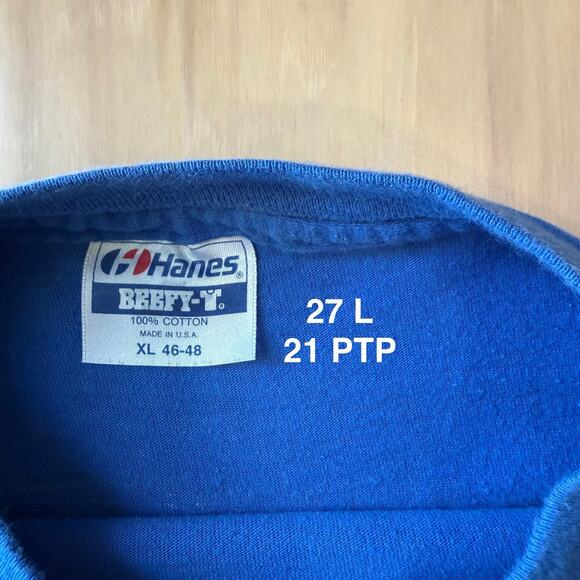 Hanes®
BEEFY-T®
100% COTTON
MADE IN U.S.A.
XL 46-48
27 L
21 PTP